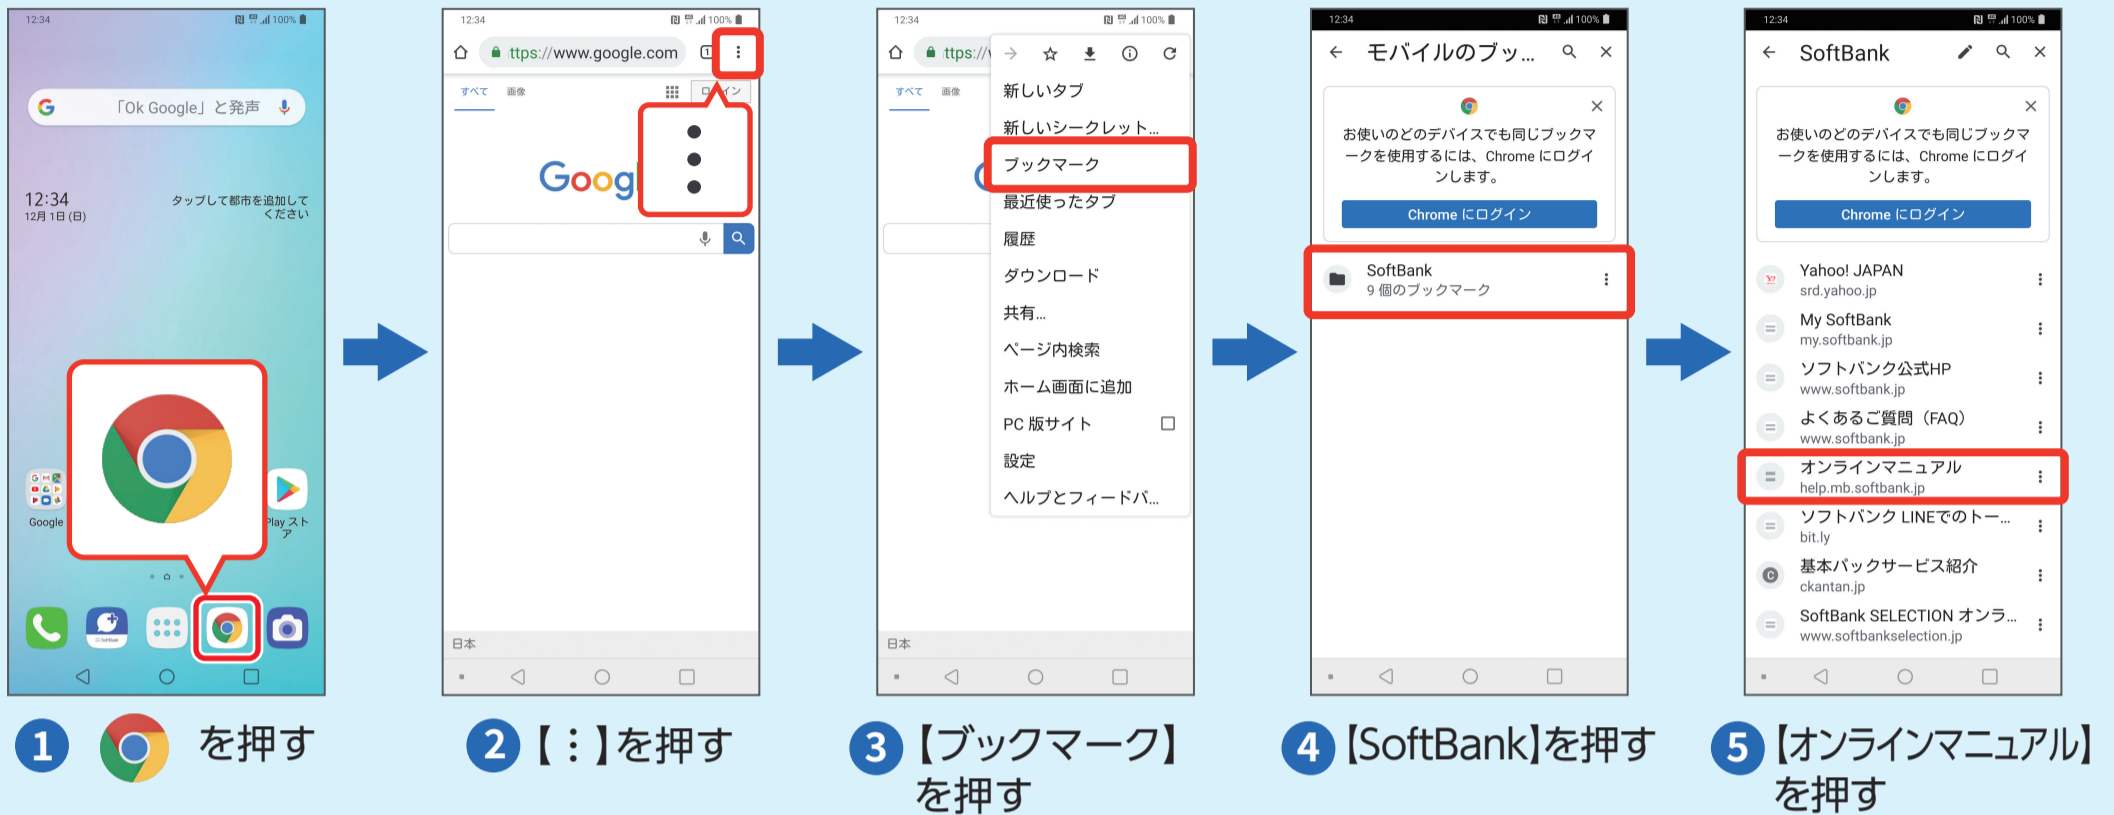 12:34
100%
「Ok Google」と発声
12:34
12月 1日 (日)
タップして都市を追加して
ください
Google
Play スト
ア
SoftBank
1
を押す
12:34
100%
ttps://www.google.com
1
すべて
画像
Goog
日本
2【⋮】を押す
12:34
100%
ttps://
すべて
画像
新しいタブ
新しいシークレット...
ブックマーク
最近使ったタブ
履歴
ダウンロード
共有...
ページ内検索
ホーム画面に追加
PC 版サイト
設定
ヘルプとフィードバ...
日本
3【ブックマーク】
を押す
12:34
100%
モバイルのブッ...
お使いのどのデバイスでも同じブックマ
ークを使用するには、Chrome にログイ
ンします。
Chrome にログイン
SoftBank
9 個のブックマーク
4【SoftBank】を押す
12:34
100%
SoftBank
お使いのどのデバイスでも同じブックマ
ークを使用するには、Chrome にログイ
ンします。
Chrome にログイン
Yahoo! JAPAN
srd.yahoo.jp
My SoftBank
my.softbank.jp
ソフトバンク公式HP
www.softbank.jp
よくあるご質問（FAQ）
www.softbank.jp
オンラインマニュアル
help.mb.softbank.jp
ソフトバンク LINEでのトー...
bit.ly
基本パックサービス紹介
ckantan.jp
SoftBank SELECTION オンラ...
www.softbankselection.jp
5【オンラインマニュアル】
を押す